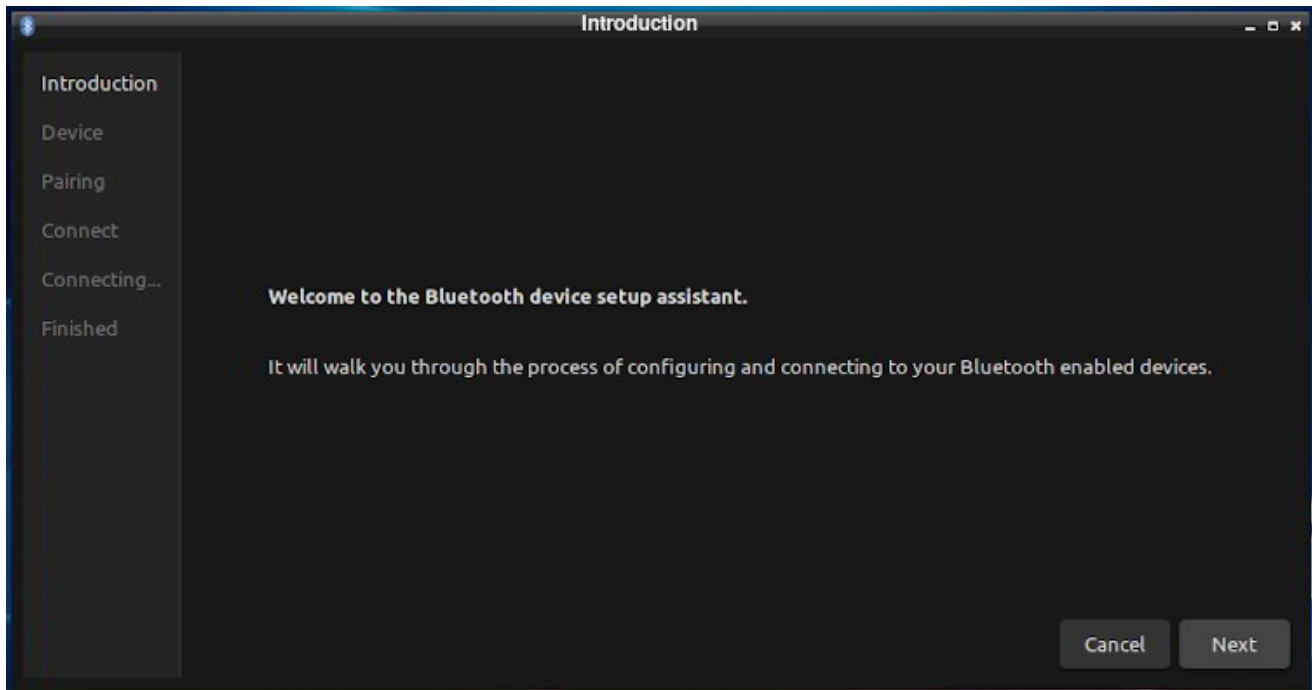 Introduction
Introduction
Device
Pairing
Connect
Connecting...
Finished
Welcome to the Bluetooth device setup assistant.
It will walk you through the process of configuring and connecting to your Bluetooth enabled devices.
Cancel
Next